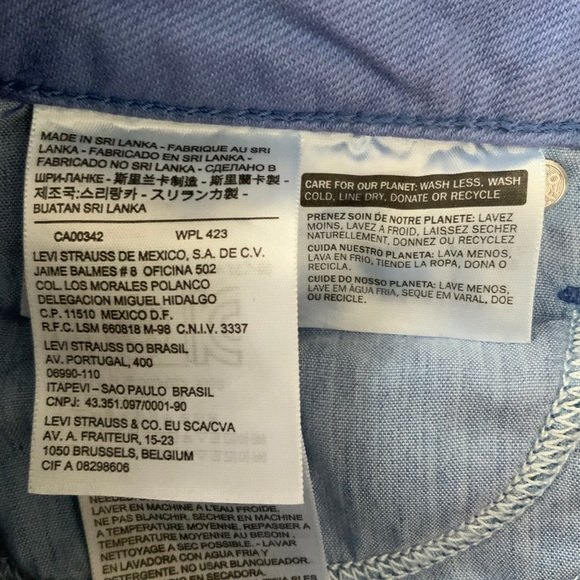 MADE IN SRI LANKA - FABRIQUE AU SRI
LANKA - FABRICADO EN SRI LANKA -
FABRICADO NO SRI LANKA - СДЕЛАНО В
ШРИ-ЛАНКЕ - 斯里兰卡制造 - 斯里蘭卡製 -
제조국:스리랑카 - スリランカ製 -
BUATAN SRI LANKA
CA00342 WPL 423
LEVI STRAUSS DE MEXICO, S.A. DE C.V.
JAIME BALMES # 8 OFICINA 502
COL. LOS MORALES POLANCO
DELEGACION MIGUEL HIDALGO
C.P. 11510 MEXICO D.F.
R.F.C. LSM 660818 M-98 C.N.I.V. 3337
LEVI STRAUSS DO BRASIL
AV. PORTUGAL, 400
06990-110
ITAPEVI - SAO PAULO BRASIL
CNPJ: 43.351.097/0001-90
LEVI STRAUSS & CO. EU SCA/CVA
AV. A. FRAITEUR, 15-23
1050 BRUSSELS, BELGIUM
CIF A 08298606
CARE FOR OUR PLANET: WASH LESS, WASH
COLD, LINE DRY, DONATE OR RECYCLE
PRENEZ SOIN DE NOTRE PLANETE: LAVEZ
MOINS, LAVEZ A FROID, LAISSEZ SECHER
NATURELLEMENT, DONNEZ OU RECYCLEZ
CUIDA NUESTRO PLANETA: LAVA MENOS,
LAVA EN FRIO, TIENDE LA ROPA, DONA O
RECICLA.
CUIDE DO NOSSO PLANETA: LAVE MENOS,
LAVE EM ÁGUA FRIA, SEQUE EM VARAL, DOE
OU RECICLE.
LAVER EN MACHINE A L'EAU FROIDE.
NE PAS BLANCHIR. SECHER EN MACHINE
A TEMPERATURE MOYENNE. REPASSER
TEMPERATURE MOYENNE
NETTOYAGE A SEC POSSIBLE. - LAVAR
EN LAVADORA CON AGUA FRIA Y
NO USAR BLANQUEADOR
EN SECADORA